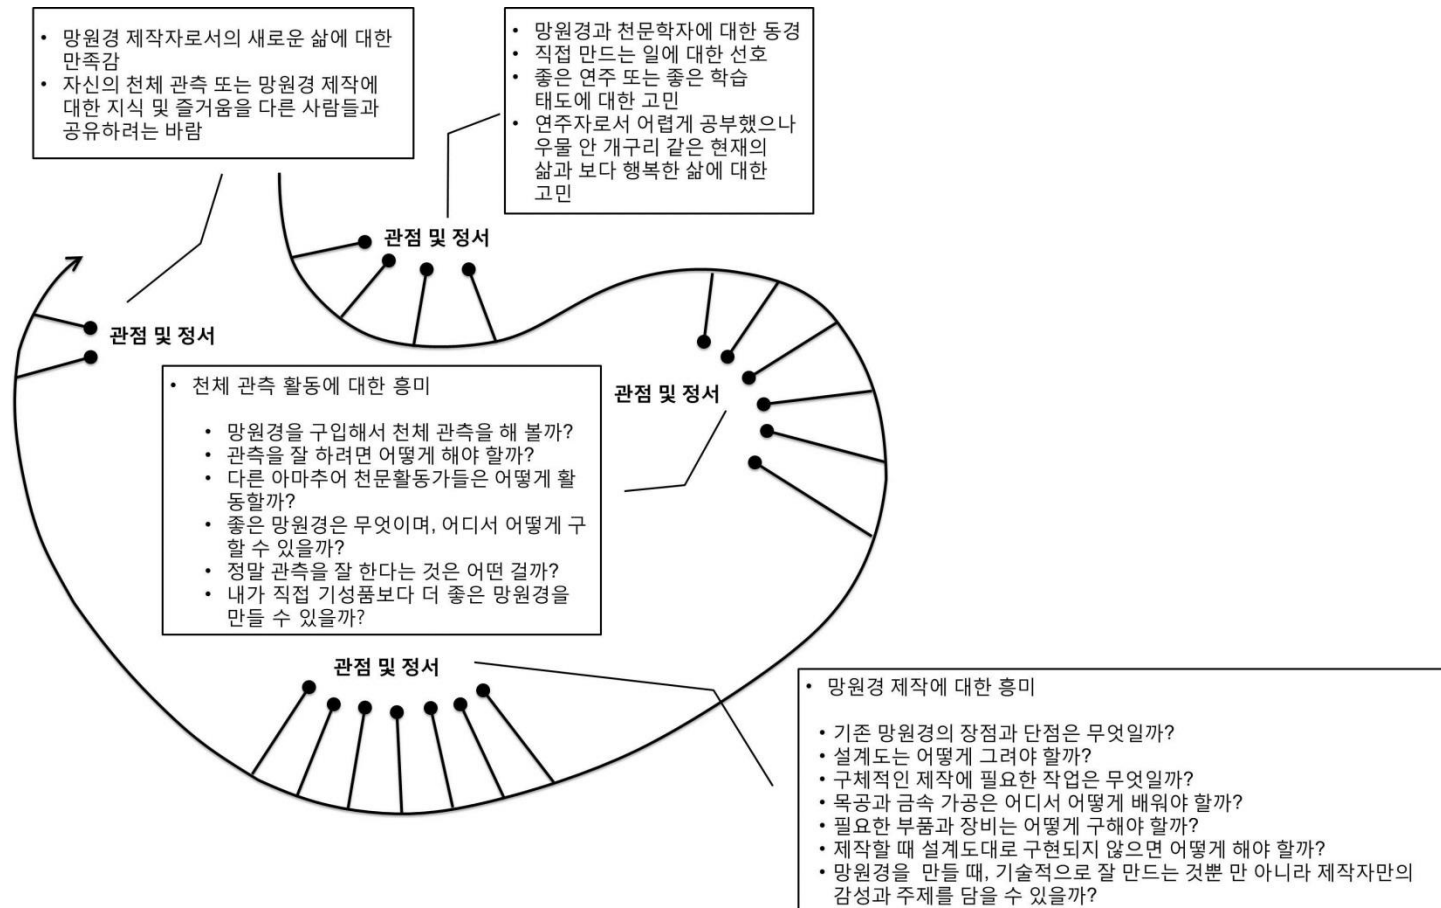 • 망원경 제작자로서의 새로운 삶에 대한
만족감
• 자신의 천체 관측 또는 망원경 제작에
대한 지식 및 즐거움을 다른 사람들과
공유하려는 바람
• 망원경과 천문학자에 대한 동경
• 직접 만드는 일에 대한 선호
• 좋은 연주 또는 좋은 학습
태도에 대한 고민
• 연주자로서 어렵게 공부했으나
우물 안 개구리 같은 현재의
삶과 보다 행복한 삶에 대한
고민
관점 및 정서
관점 및 정서
• 천체 관측 활동에 대한 흥미
• 망원경을 구입해서 천체 관측을 해 볼까?
• 관측을 잘 하려면 어떻게 해야 할까?
• 다른 아마추어 천문활동가들은 어떻게 활
동할까?
• 좋은 망원경은 무엇이며, 어디서 어떻게 구
할 수 있을까?
• 정말 관측을 잘 한다는 것은 어떤 걸까?
• 내가 직접 기성품보다 더 좋은 망원경을
만들 수 있을까?
관점 및 정서
관점 및 정서
• 망원경 제작에 대한 흥미
• 기존 망원경의 장점과 단점은 무엇일까?
• 설계도는 어떻게 그려야 할까?
• 구체적인 제작에 필요한 작업은 무엇일까?
• 목공과 금속 가공은 어디서 어떻게 배워야 할까?
• 필요한 부품과 장비는 어떻게 구해야 할까?
• 제작할 때 설계도대로 구현되지 않으면 어떻게 해야 할까?
• 망원경을 만들 때, 기술적으로 잘 만드는 것뿐 만 아니라 제작자만의
감성과 주제를 담을 수 있을까?